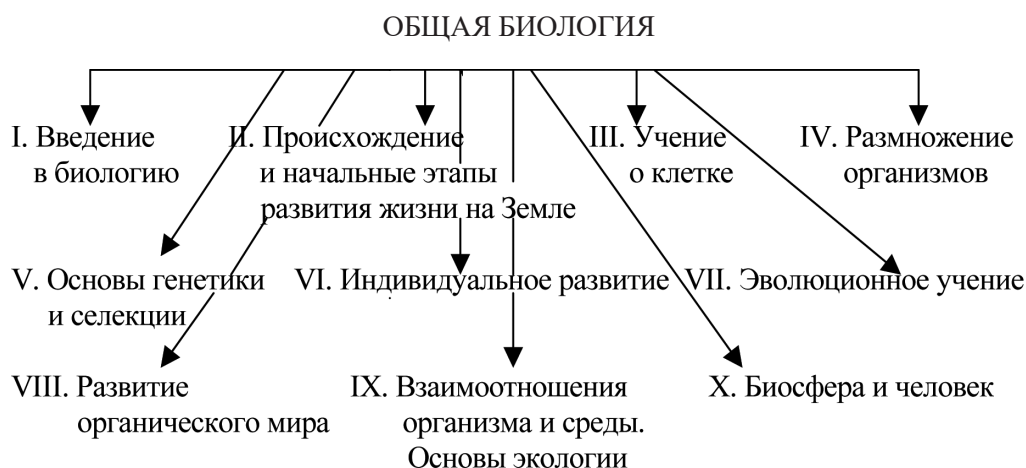 ОБЩАЯ БИОЛОГИЯ
I. Введение
в биологию
II. Происхождение
и начальные этапы
развития жизни на Земле
III. Учение
о клетке
IV. Размножение
организмов
V. Основы генетики
и селекции
VI. Индивидуальное развитие
VII. Эволюционное учение
VIII. Развитие
органического мира
IX. Взаимоотношения
организма и среды.
Основы экологии
X. Биосфера и человек